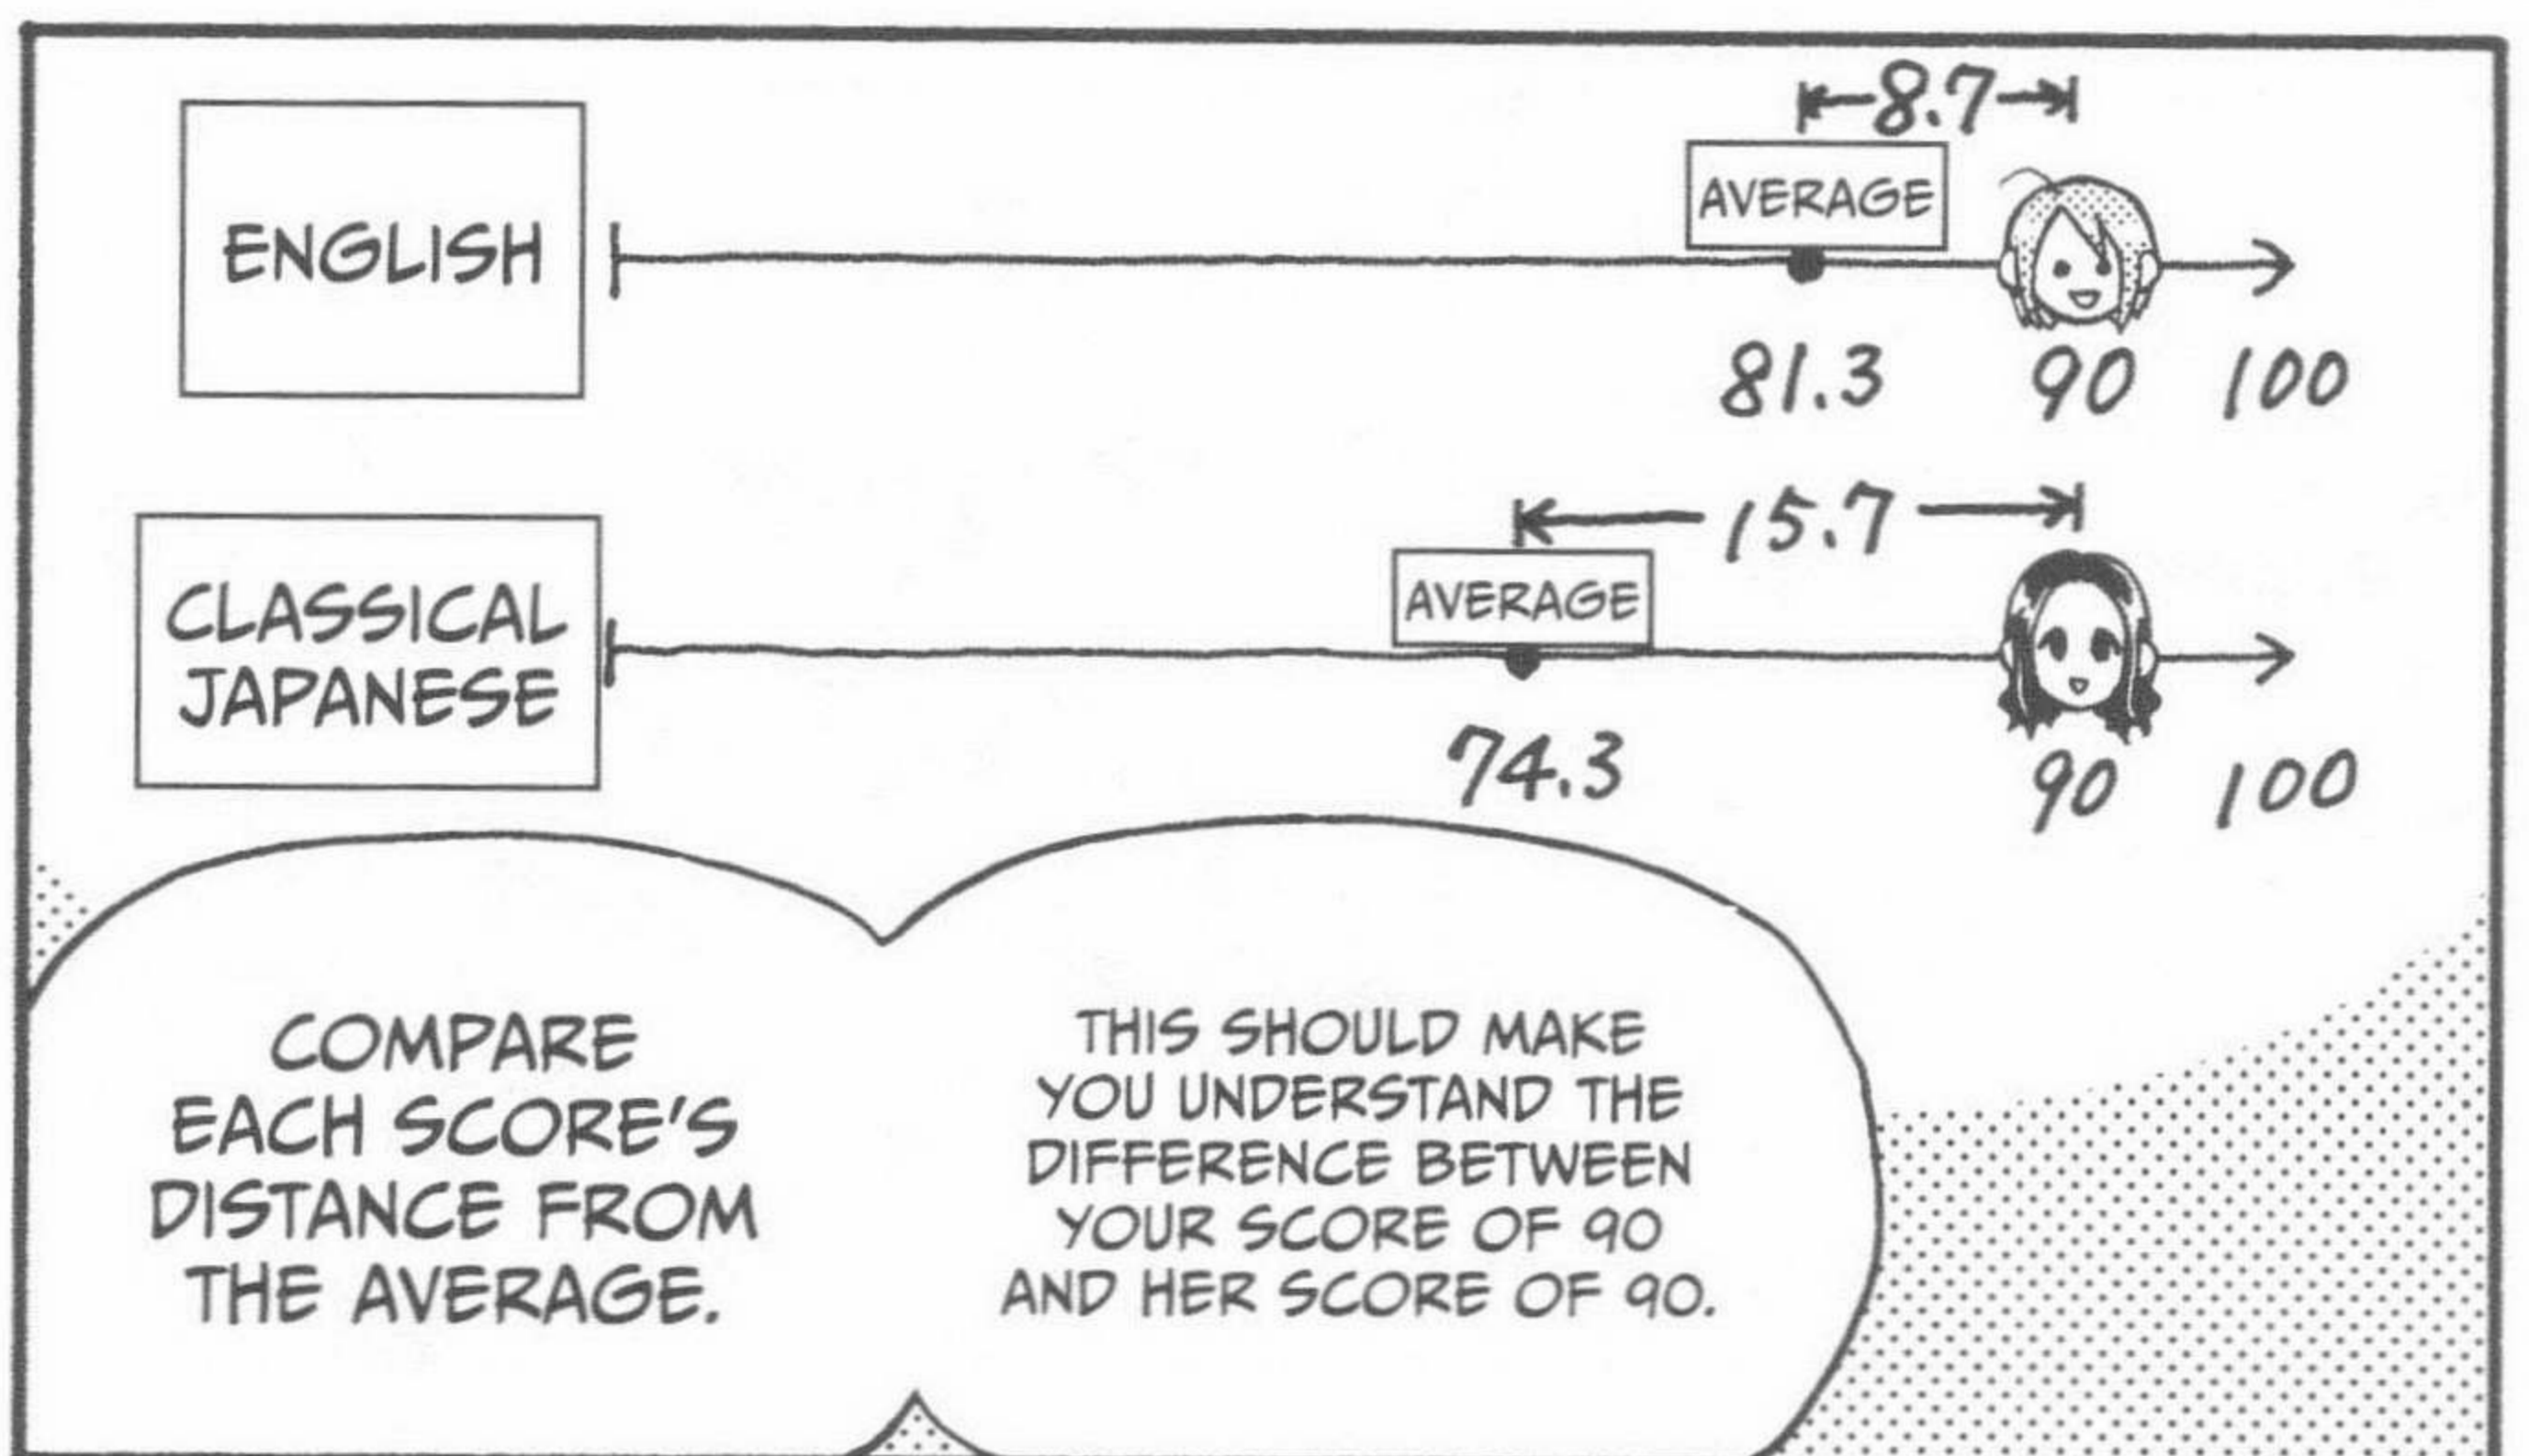 8.7
AVERAGE
ENGLISH
81.3 90 100
15.7
AVERAGE
CLASSICAL
JAPANESE
74.3 90 100
COMPARE
EACH SCORE'S
DISTANCE FROM
THE AVERAGE.
THIS SHOULD MAKE
YOU UNDERSTAND THE
DIFFERENCE BETWEEN
YOUR SCORE OF 90
AND HER SCORE OF 90.